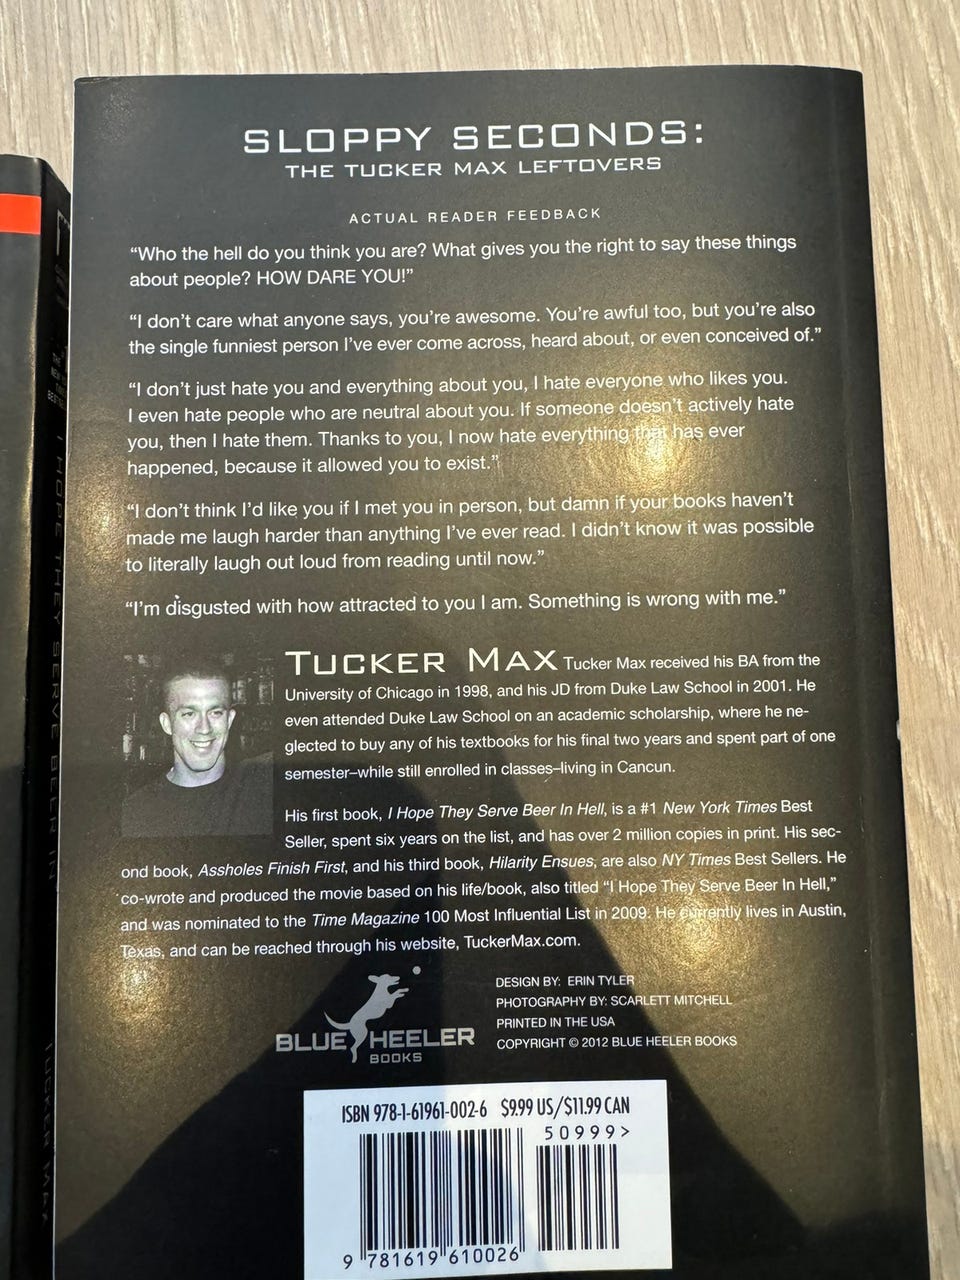 SLOPPY SECONDS:
THE TUCKER MAX LEFTOVERS
ACTUAL READER FEEDBACK
“Who the hell do you think you are? What gives you the right to say these things
about people? HOW DARE YOU!”
“I don’t care what anyone says, you’re awesome. You’re awful too, but you’re also
the single funniest person I’ve ever come across, heard about, or even conceived of.”
“I don’t just hate you and everything about you, I hate everyone who likes you.
I even hate people who are neutral about you. If someone doesn’t actively hate
you, then I hate them. Thanks to you, I now hate everything that has ever
happened, because it allowed you to exist.”
“I don’t think I’d like you if I met you in person, but damn if your books haven’t
made me laugh harder than anything I’ve ever read. I didn’t know it was possible
to literally laugh out loud from reading until now.”
“I’m disgusted with how attracted to you I am. Something is wrong with me.”
TUCKER MAX Tucker Max received his BA from the
University of Chicago in 1998, and his JD from Duke Law School in 2001. He
even attended Duke Law School on an academic scholarship, where he ne-
glected to buy any of his textbooks for his final two years and spent part of one
semester–while still enrolled in classes–living in Cancun.
His first book, I Hope They Serve Beer In Hell, is a #1 New York Times Best
Seller, spent six years on the list, and has over 2 million copies in print. His sec-
ond book, Assholes Finish First, and his third book, Hilarity Ensues, are also NY Times Best Sellers. He
co-wrote and produced the movie based on his life/book, also titled “I Hope They Serve Beer In Hell,”
and was nominated to the Time Magazine 100 Most Influential List in 2009. He currently lives in Austin,
Texas, and can be reached through his website, TuckerMax.com.
BLUE HEELER
BOOKS
DESIGN BY: ERIN TYLER
PHOTOGRAPHY BY: SCARLETT MITCHELL
PRINTED IN THE USA
COPYRIGHT © 2012 BLUE HEELER BOOKS
ISBN 978-1-61961-002-6 $9.99 US/$11.99 CAN
50999>
9 781619 610026
I HOPE THEY SERVE BEER IN
TUCKER MAX